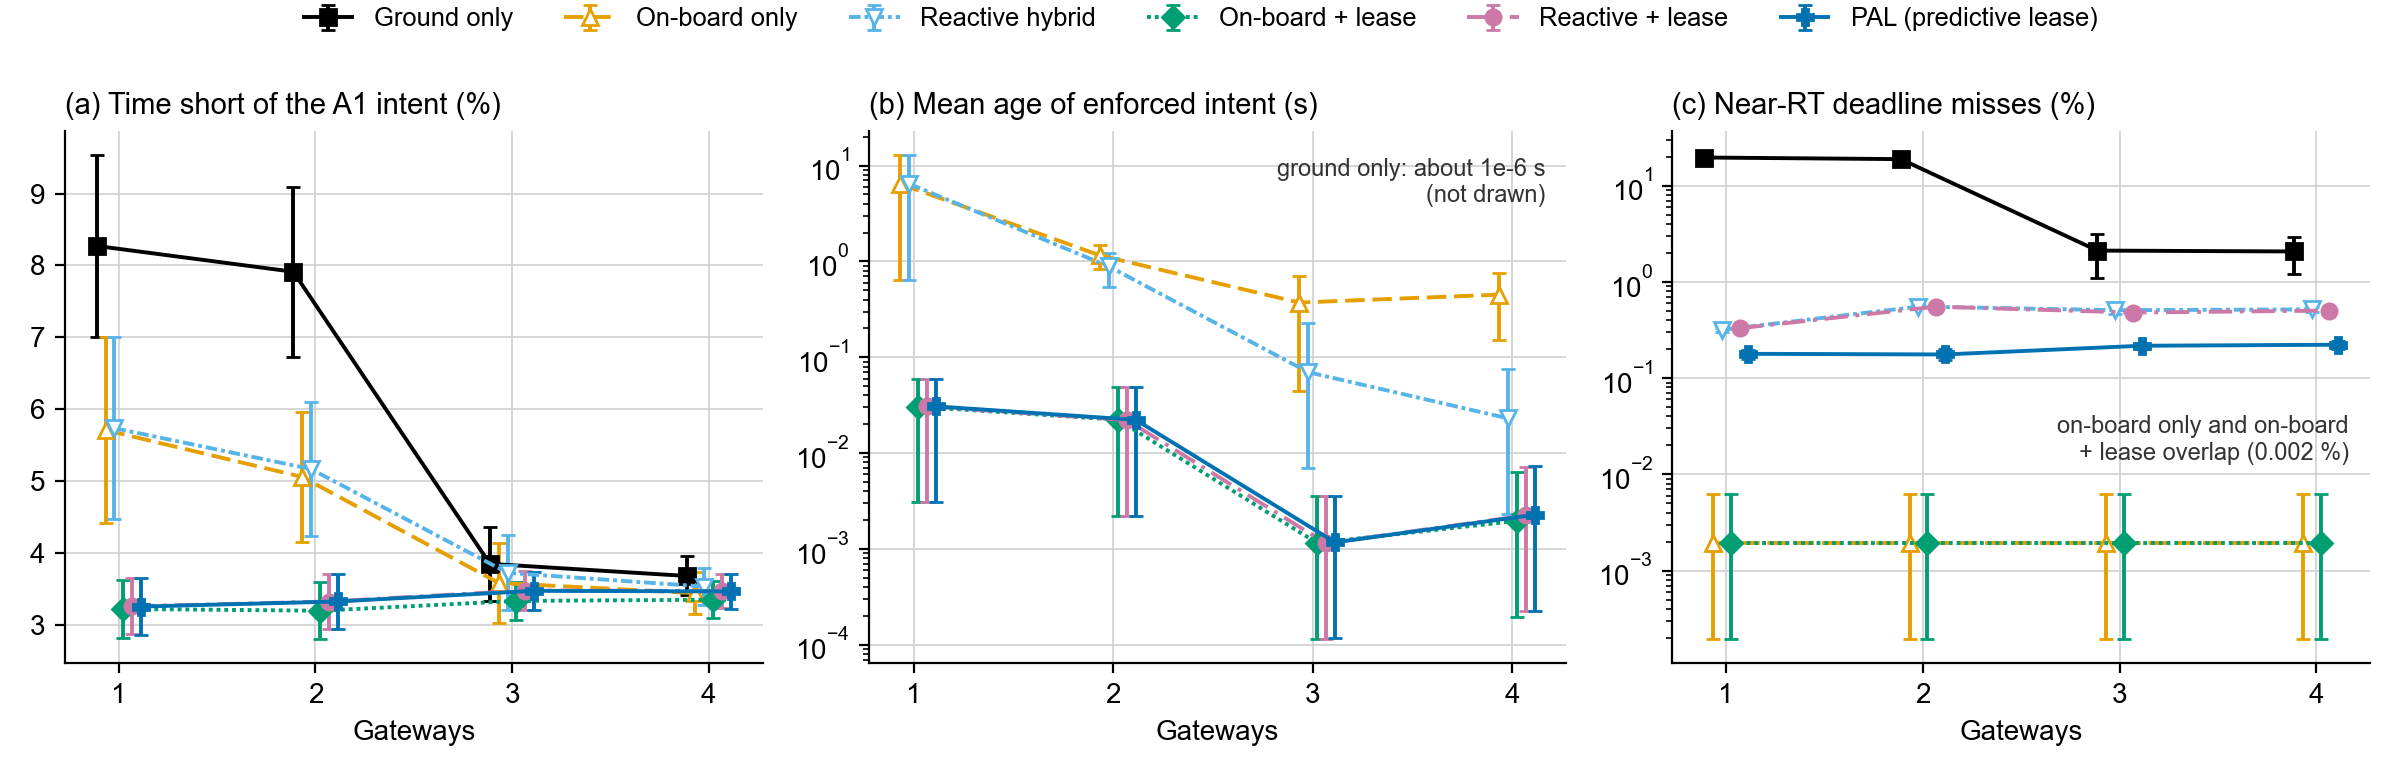 Ground only
On-board only
Reactive hybrid
On-board + lease
Reactive + lease
PAL (predictive lease)
(a) Time short of the A1 intent (%)
9
8
7
6
5
4
3
1 2 3 4
Gateways
(b) Mean age of enforced intent (s)
ground only: about 1e-6 s
(not drawn)
10^1
10^0
10^−1
10^−2
10^−3
10^−4
1 2 3 4
Gateways
(c) Near-RT deadline misses (%)
10^1
10^0
10^−1
on-board only and on-board
+ lease overlap (0.002 %)
10^−2
10^−3
1 2 3 4
Gateways